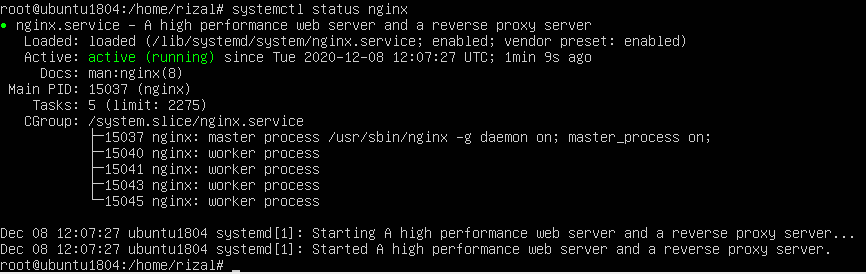 root@ubuntu1804:/home/rizal# systemctl status nginx
● nginx.service - A high performance web server and a reverse proxy server
   Loaded: loaded (/lib/systemd/system/nginx.service; enabled; vendor preset: enabled)
   Active: active (running) since Tue 2020-12-08 12:07:27 UTC; 1min 9s ago
     Docs: man:nginx(8)
 Main PID: 15037 (nginx)
    Tasks: 5 (limit: 2275)
   CGroup: /system.slice/nginx.service
           ├─15037 nginx: master process /usr/sbin/nginx -g daemon on; master_process on;
           ├─15040 nginx: worker process
           ├─15041 nginx: worker process
           ├─15043 nginx: worker process
           └─15045 nginx: worker process
Dec 08 12:07:27 ubuntu1804 systemd[1]: Starting A high performance web server and a reverse proxy server...
Dec 08 12:07:27 ubuntu1804 systemd[1]: Started A high performance web server and a reverse proxy server.
root@ubuntu1804:/home/rizal# _